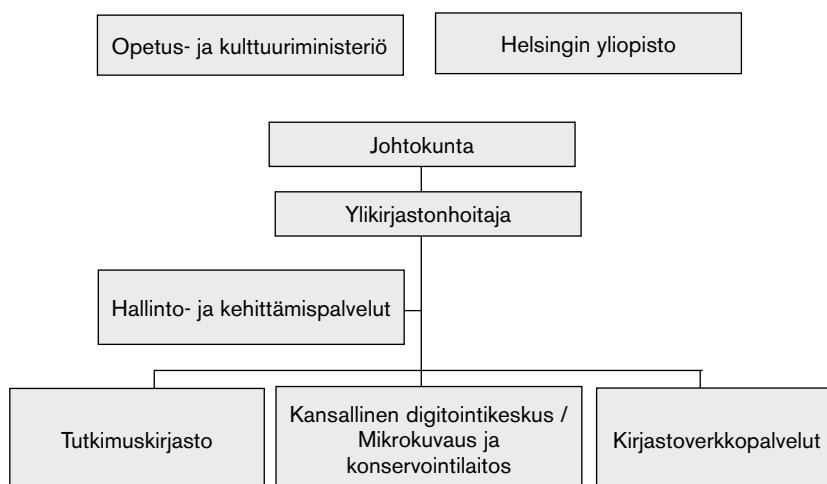 Opetus- ja kulttuuriministeriö
Helsingin yliopisto
Johtokunta
Ylikirjastonhoitaja
Hallinto- ja kehittämispalvelut
Tutkimuskirjasto
Kansallinen digitointikeskus /
Mikrokuvaus ja
konservointilaitos
Kirjastoverkkopalvelut